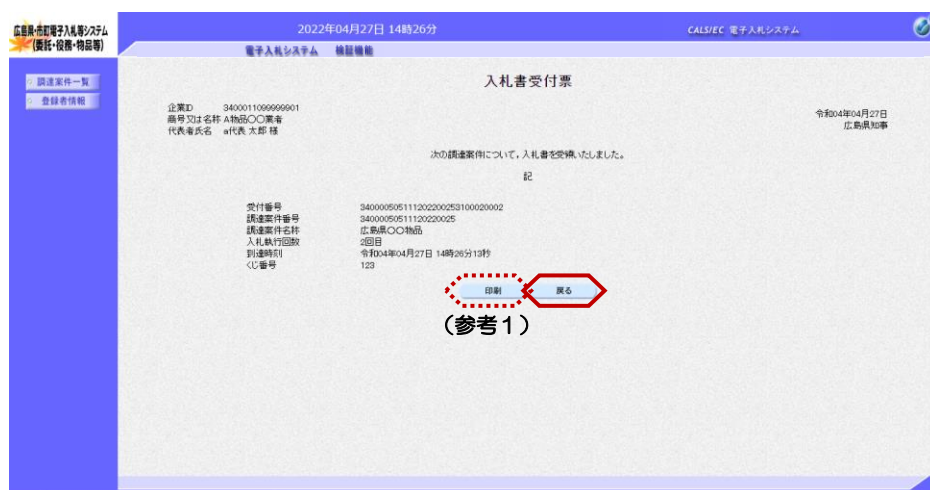 広島県・市町電子入札等システム
(委託・役務・物品等)
2022年04月27日 14時26分
CALS/EC 電子入札システム
電子入札システム 検証機能
調達案件一覧
登録者情報
入札書受付票
企業ID 3400011099999901
商号又は名称 A物品〇〇業者
代表者氏名 a代表 太郎 様
令和04年04月27日
広島県知事
次の調達案件について，入札書を受領いたしました。
記
受付番号 340000505111202200253100020002
調達案件番号 34000050511120220025
調達案件名称 広島県〇〇物品
入札執行回数 2回目
到達時刻 令和04年04月27日 14時26分13秒
くじ番号 123
印刷 戻る
(参考1)